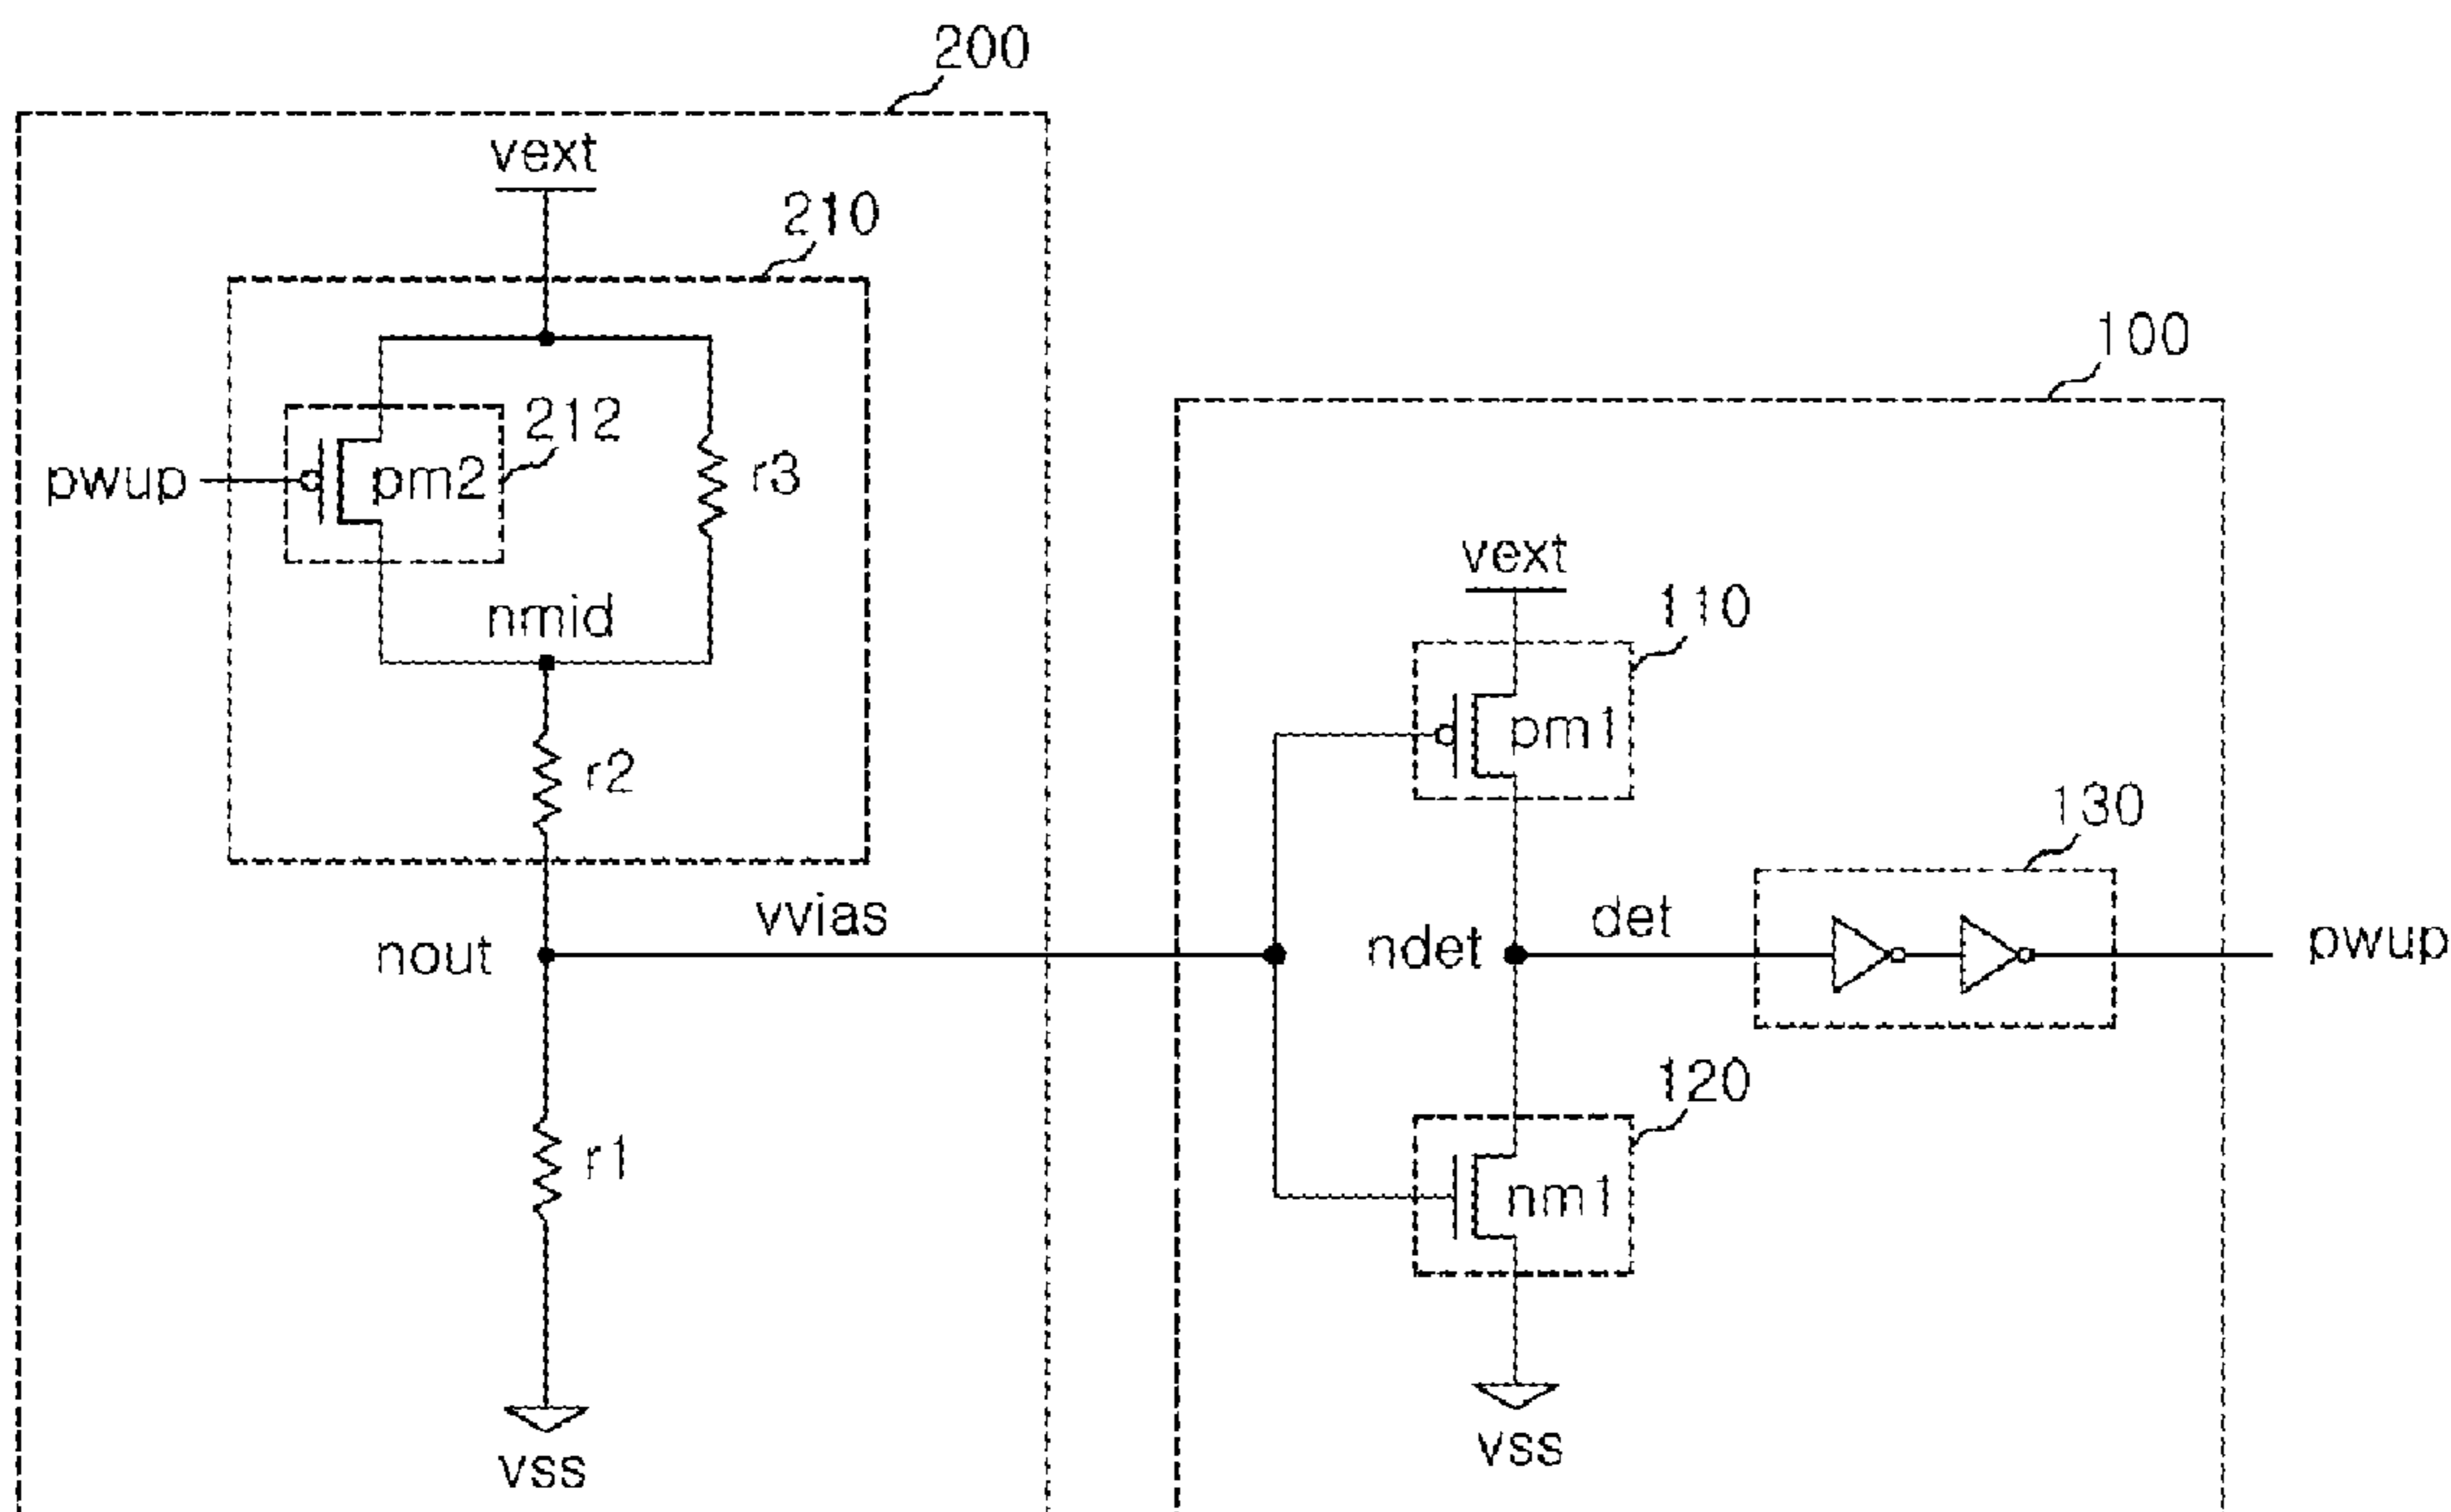 200
vext
210
100
212
pwup
pm2
r3
vext
110
nmid
pm1
r2
130
vvias
det
nout
ndet
pwup
120
r1
nm1
vss
vss